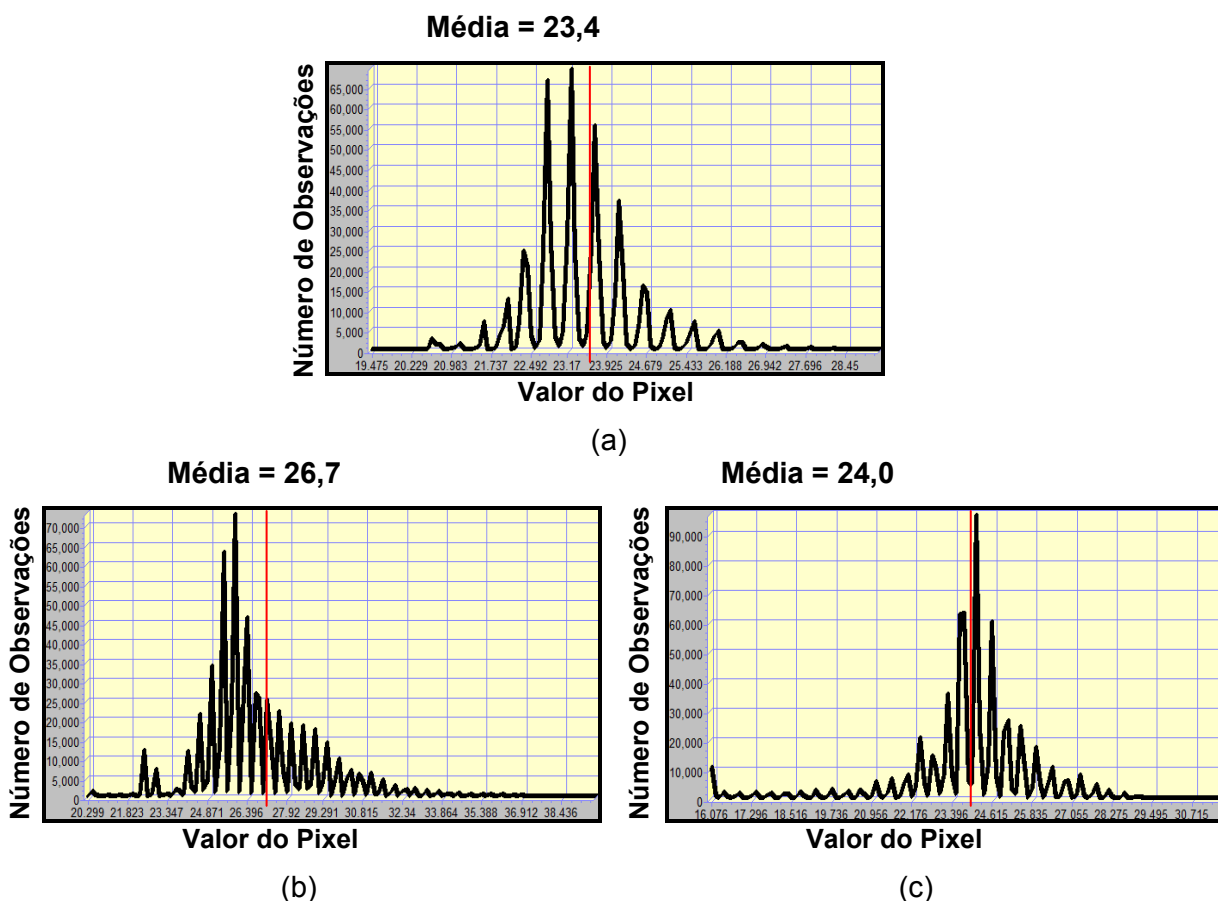 Média = 23,4
Número de Observações
65,000
60,000
55,000
50,000
45,000
40,000
35,000
30,000
25,000
20,000
15,000
10,000
5,000
0
19.475 20.229 20.983 21.737 22.492 23.17 23.925 24.679 25.433 26.188 26.942 27.696 28.45
Valor do Pixel
(a)
Média = 26,7
Número de Observações
70,000
65,000
60,000
55,000
50,000
45,000
40,000
35,000
30,000
25,000
20,000
15,000
10,000
5,000
0
20.299 21.823 23.347 24.871 26.396 27.92 29.291 30.815 32.34 33.864 35.388 36.912 38.436
Valor do Pixel
(b)
Média = 24,0
Número de Observações
90,000
80,000
70,000
60,000
50,000
40,000
30,000
20,000
10,000
0
16.076 17.296 18.516 19.736 20.956 22.176 23.396 24.615 25.835 27.055 28.275 29.495 30.715
Valor do Pixel
(c)